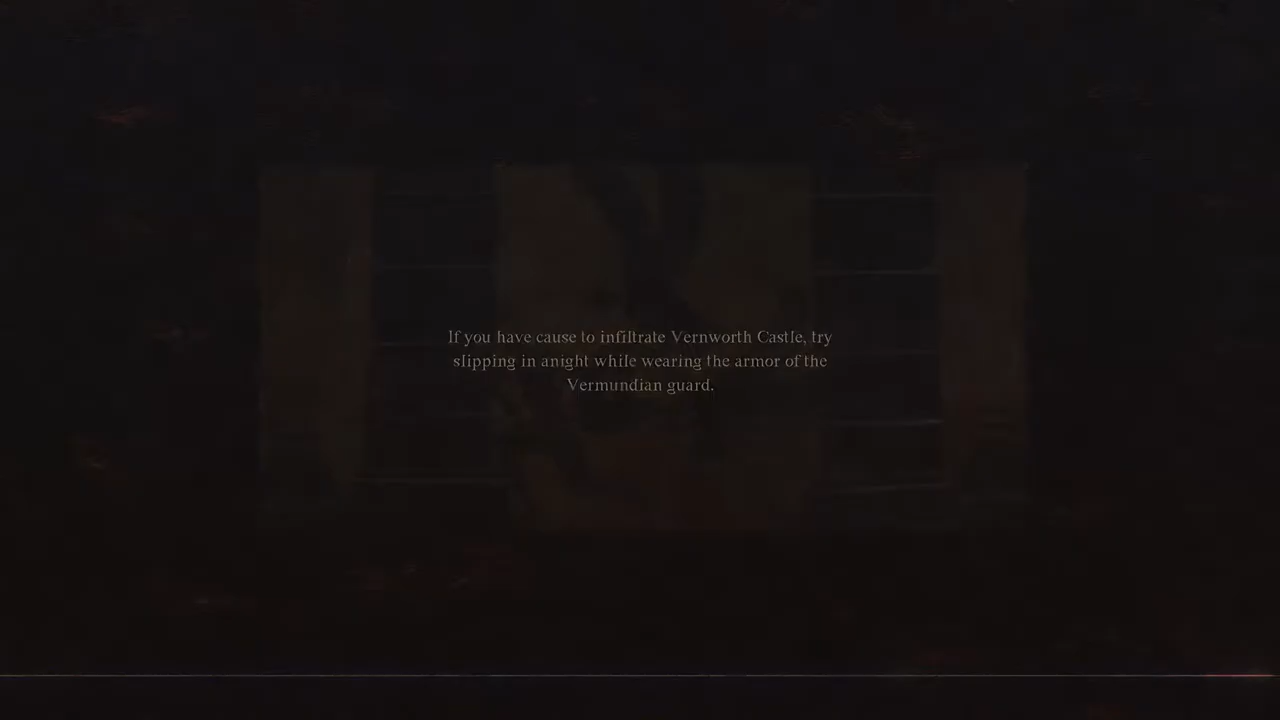 If you have cause to infiltrate Vernworth Castle, try
slipping in anight while wearing the armor of the
Vermundian guard.